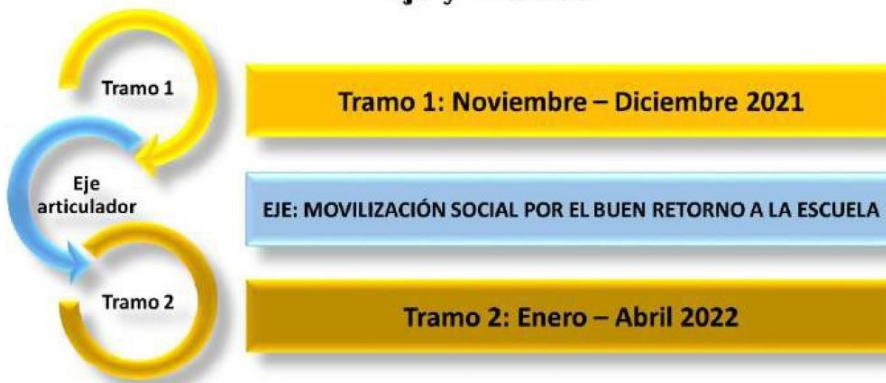 Tramo 1
Tramo 1: Noviembre – Diciembre 2021
Eje
articulador
EJE: MOVILIZACIÓN SOCIAL POR EL BUEN RETORNO A LA ESCUELA
Tramo 2
Tramo 2: Enero – Abril 2022